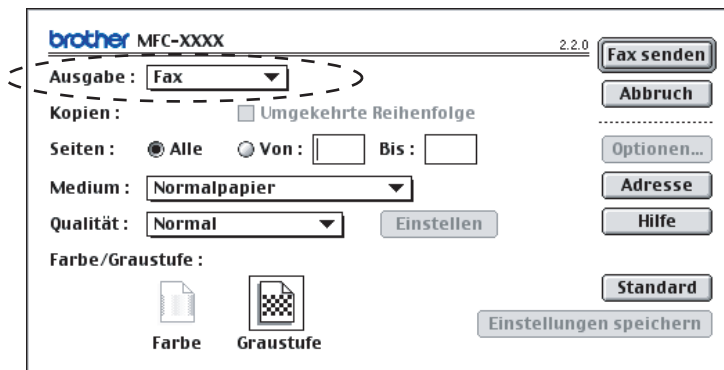 brother MFC-XXXX 2.2.0
Fax senden
Ausgabe : Fax
Abbruch
Kopien : Umgekehrte Reihenfolge
Seiten : Alle Von : Bis :
Optionen...
Medium : Normalpapier
Adresse
Qualität : Normal Einstellen
Hilfe
Farbe/Graustufe :
Standard
Einstellungen speichern
Farbe Graustufe